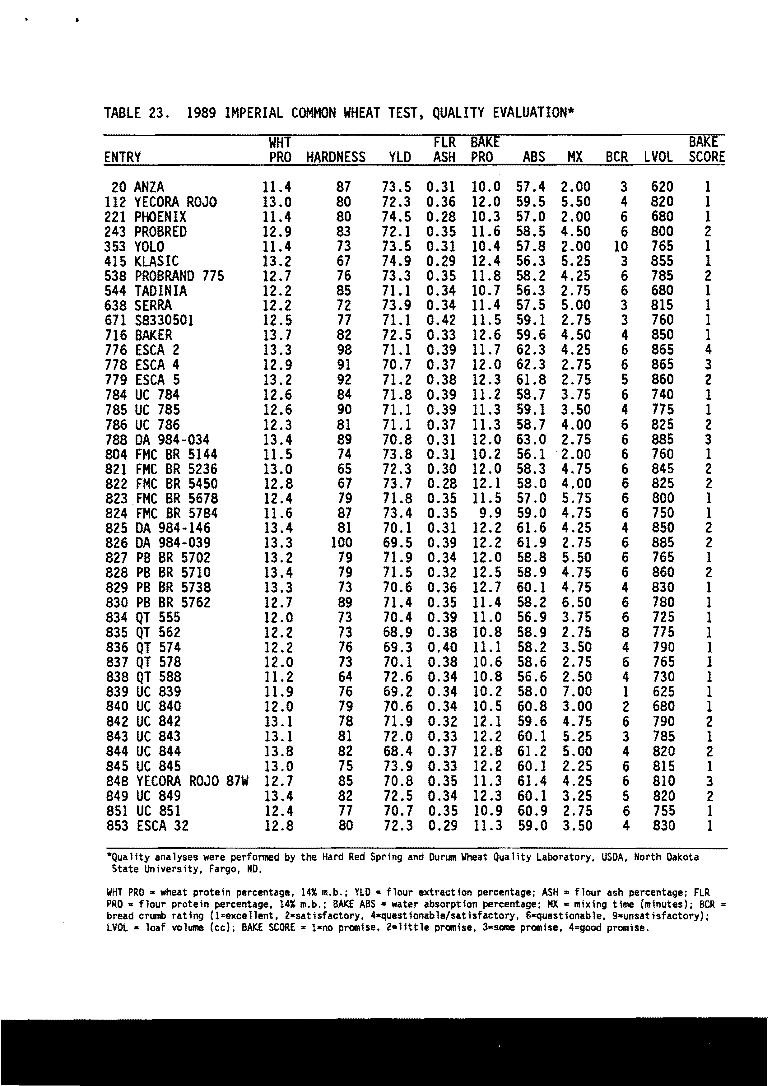 TABLE 23. 1989 IMPERIAL COMMON WHEAT TEST, QUALITY EVALUATION*
WHT FLR BAKE BAKE
ENTRY PRO HARDNESS YLD ASH PRO ABS MX BCR LVOL SCORE
20 ANZA 11.4 87 73.5 0.31 10.0 57.4 2.00 3 620 1
112 YECORA ROJO 13.0 80 72.3 0.36 12.0 59.5 5.50 4 820 1
221 PHOENIX 11.4 80 74.5 0.28 10.3 57.0 2.00 6 680 1
243 PROBRED 12.9 83 72.1 0.35 11.6 58.5 4.50 6 800 2
353 YOLO 11.4 73 73.5 0.31 10.4 57.8 2.00 10 765 1
415 KLASIC 13.2 67 74.9 0.29 12.4 56.3 5.25 3 855 1
538 PROBRAND 775 12.7 76 73.3 0.35 11.8 58.2 4.25 6 785 2
544 TADINIA 12.2 85 71.1 0.34 10.7 56.3 2.75 6 680 1
638 SERRA 12.2 72 73.9 0.34 11.4 57.5 5.00 3 815 1
671 S8330501 12.5 77 71.1 0.42 11.5 59.1 2.75 3 760 1
716 BAKER 13.7 82 72.5 0.33 12.6 59.6 4.50 4 850 1
776 ESCA 2 13.3 98 71.1 0.39 11.7 62.3 4.25 6 865 4
778 ESCA 4 12.9 91 70.7 0.37 12.0 62.3 2.75 6 865 3
779 ESCA 5 13.2 92 71.2 0.38 12.3 61.8 2.75 5 860 2
784 UC 784 12.6 84 71.8 0.39 11.2 58.7 3.75 6 740 1
785 UC 785 12.6 90 71.1 0.39 11.3 59.1 3.50 4 775 1
786 UC 786 12.3 81 71.1 0.37 11.3 58.7 4.00 6 825 2
788 DA 984-034 13.4 89 70.8 0.31 12.0 63.0 2.75 6 885 3
804 FMC BR 5144 11.5 74 73.8 0.31 10.2 56.1 2.00 6 760 1
821 FMC BR 5236 13.0 65 72.3 0.30 12.0 58.3 4.75 6 845 2
822 FMC BR 5450 12.8 67 73.7 0.28 12.1 58.0 4.00 6 825 2
823 FMC BR 5678 12.4 79 71.8 0.35 11.5 57.0 5.75 6 800 1
824 FMC BR 5784 11.6 87 73.4 0.35 9.9 59.0 4.75 6 750 1
825 DA 984-146 13.4 81 70.1 0.31 12.2 61.6 4.25 4 850 2
826 DA 984-039 13.3 100 69.5 0.39 12.2 61.9 2.75 6 885 2
827 PB BR 5702 13.2 79 71.9 0.34 12.0 58.8 5.50 6 765 1
828 PB BR 5710 13.4 79 71.5 0.32 12.5 58.9 4.75 6 860 2
829 PB BR 5738 13.3 73 70.6 0.36 12.7 60.1 4.75 4 830 1
830 PB BR 5762 12.7 89 71.4 0.35 11.4 58.2 6.50 6 780 1
834 QT 555 12.0 73 70.4 0.39 11.0 56.9 3.75 6 725 1
835 QT 562 12.2 73 68.9 0.38 10.8 58.9 2.75 8 775 1
836 QT 574 12.2 76 69.3 0.40 11.1 58.2 3.50 4 790 1
837 QT 578 12.0 73 70.1 0.38 10.6 58.6 2.75 6 765 1
838 QT 588 11.2 64 72.6 0.34 10.8 56.6 2.50 4 730 1
839 UC 839 11.9 76 69.2 0.34 10.2 58.0 7.00 1 625 1
840 UC 840 12.0 79 70.6 0.34 10.5 60.8 3.00 2 680 1
842 UC 842 13.1 78 71.9 0.32 12.1 59.6 4.75 6 790 2
843 UC 843 13.1 81 72.0 0.33 12.2 60.1 5.25 3 785 1
844 UC 844 13.8 82 68.4 0.37 12.8 61.2 5.00 4 820 2
845 UC 845 13.0 75 73.9 0.33 12.2 60.1 2.25 6 815 1
848 YECORA ROJO 87W 12.7 85 70.8 0.35 11.3 61.4 4.25 6 810 3
849 UC 849 13.4 82 72.5 0.34 12.3 60.1 3.25 5 820 2
851 UC 851 12.4 77 70.7 0.35 10.9 60.9 2.75 6 755 1
853 ESCA 32 12.8 80 72.3 0.29 11.3 59.0 3.50 4 830 1
*Quality analyses were performed by the Hard Red Spring and Durum Wheat Quality Laboratory, USDA, North Dakota
State University, Fargo, ND.
WHT PRO = wheat protein percentage, 14% m.b.; YLD = flour extraction percentage; ASH = flour ash percentage; FLR
PRO = flour protein percentage, 14% m.b.; BAKE ABS = water absorption percentage; MX = mixing time (minutes); BCR =
bread crumb rating (1=excellent, 2=satisfactory, 4=questionable/satisfactory, 6=questionable, 9=unsatisfactory);
LVOL = loaf volume (cc); BAKE SCORE = 1=no promise, 2=little promise, 3=some promise, 4=good promise.